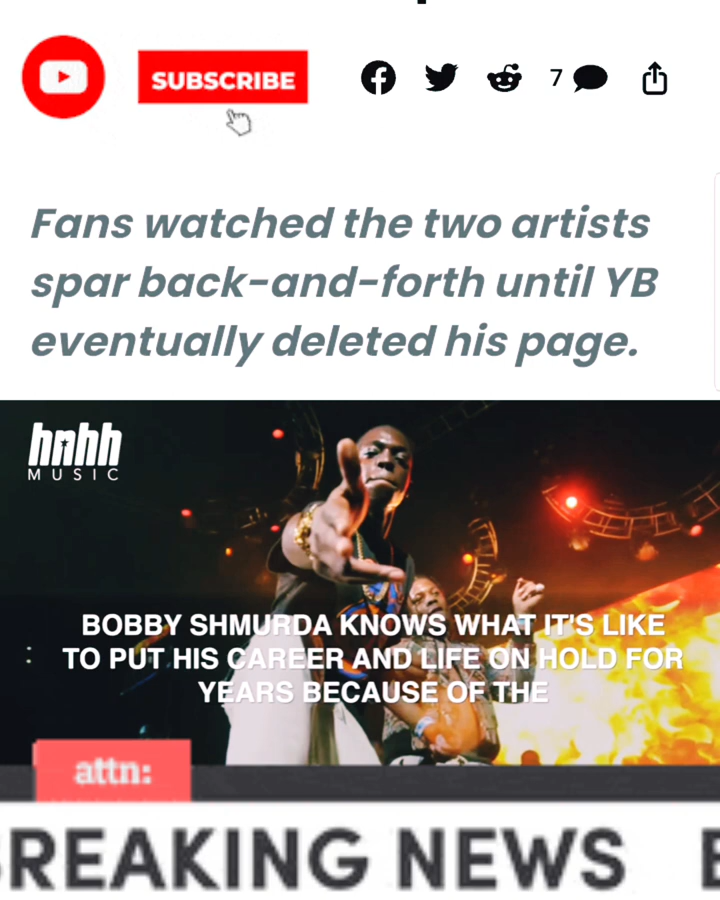 SUBSCRIBE
7
Fans watched the two artists
spar back-and-forth until YB
eventually deleted his page.
hnhh
MUSIC
BOBBY SHMURDA KNOWS WHAT IT'S LIKE
: TO PUT HIS CAREER AND LIFE ON HOLD FOR
YEARS BECAUSE OF THE
attn:
BREAKING NEWS